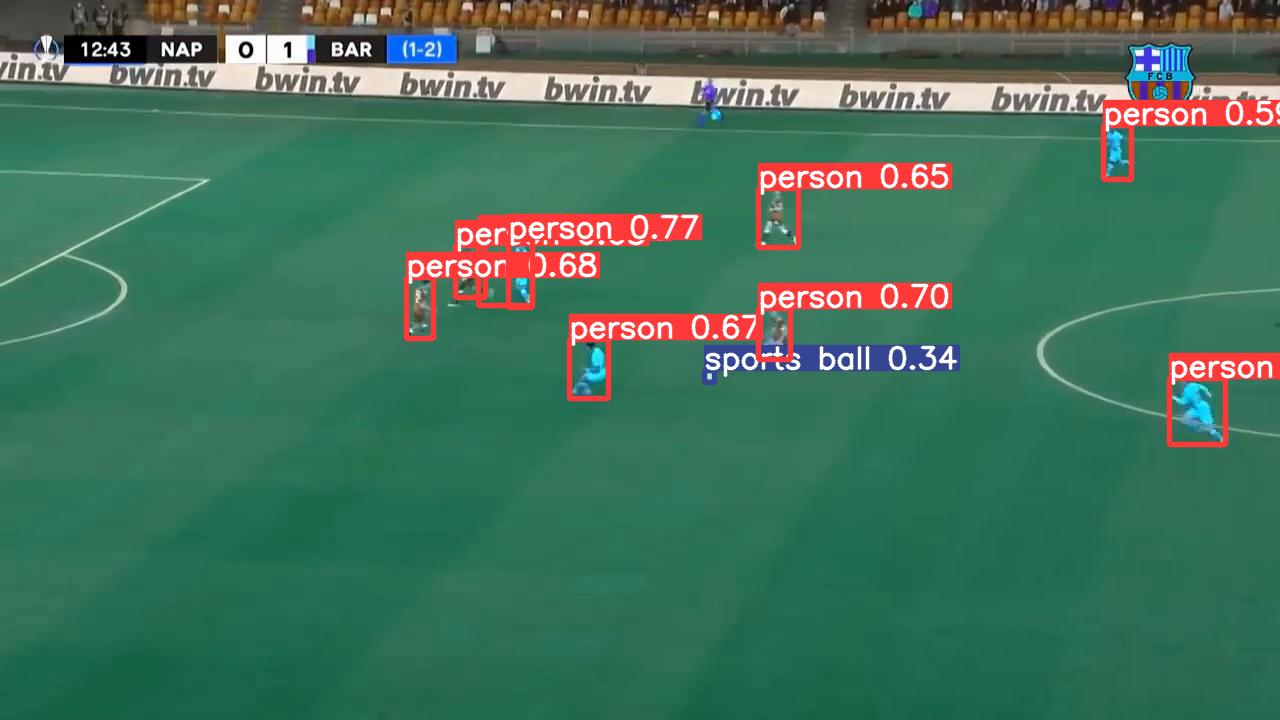 12:43 NAP 0 1 BAR (1-2)
bwin.tv bwin.tv bwin.tv bwin.tv bwin.tv bwin.tv bwin.tv
FCB
person 0.59
person 0.65
person 0.77
person 0.68
person 0.70
person 0.67
sports ball 0.34
person